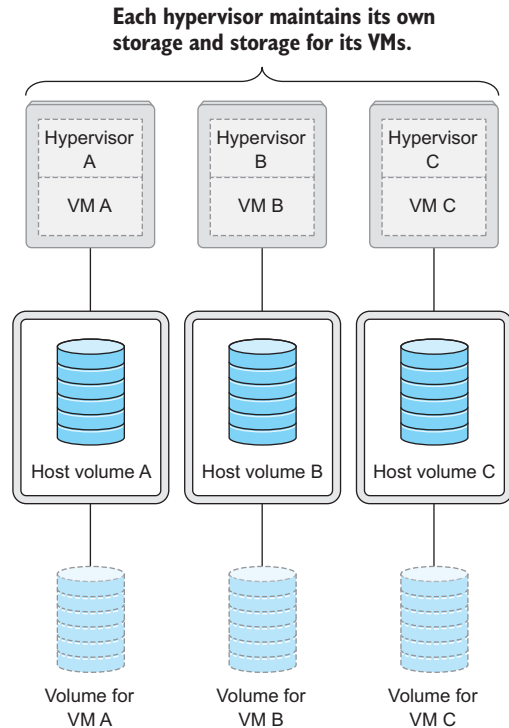 Each hypervisor maintains its own
storage and storage for its VMs.
Hypervisor
A
VM A
Hypervisor
B
VM B
Hypervisor
C
VM C
Host volume A
Host volume B
Host volume C
Volume for
VM A
Volume for
VM B
Volume for
VM C